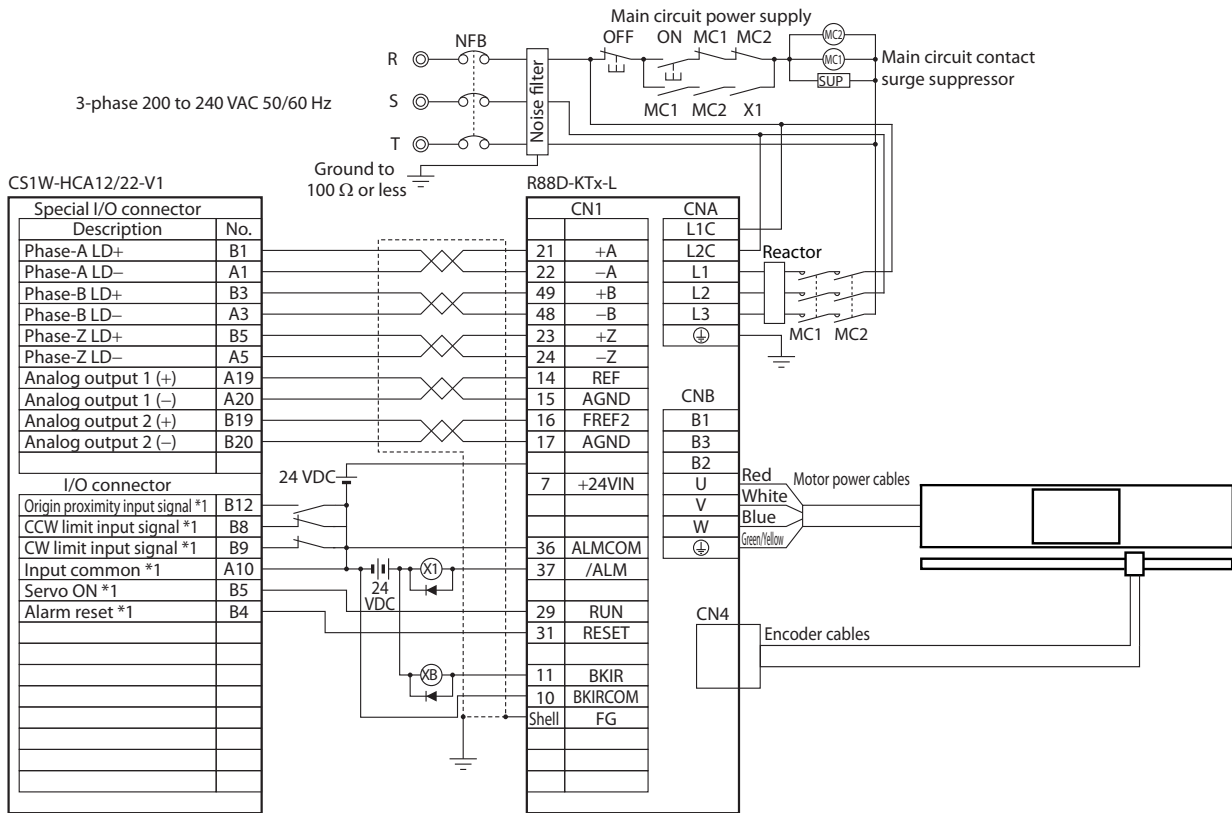 Main circuit power supply
OFF ON MC1 MC2
MC2
NFB
R
MC1
Main circuit contact
surge suppressor
SUP
Noise filter
3-phase 200 to 240 VAC 50/60 Hz
S
MC1 MC2 X1
T
Ground to
100 Ω or less
CS1W-HCA12/22-V1
R88D-KTx-L
Special I/O connector
Description No.
Phase-A LD+ B1
Phase-A LD− A1
Phase-B LD+ B3
Phase-B LD− A3
Phase-Z LD+ B5
Phase-Z LD− A5
Analog output 1 (+) A19
Analog output 1 (−) A20
Analog output 2 (+) B19
Analog output 2 (−) B20
I/O connector
Origin proximity input signal *1 B12
CCW limit input signal *1 B8
CW limit input signal *1 B9
Input common *1 A10
Servo ON *1 B5
Alarm reset *1 B4
24 VDC
24
VDC
X1
XB
CN1
21 +A
22 −A
49 +B
48 −B
23 +Z
24 −Z
14 REF
15 AGND
16 FREF2
17 AGND
7 +24VIN
36 ALMCOM
37 /ALM
29 RUN
31 RESET
11 BKIR
10 BKIRCOM
Shell FG
CNA
L1C
L2C
L1
L2
L3
Reactor
MC1 MC2
CNB
B1
B3
B2
U
V
W
Red
White
Blue
Green/Yellow
Motor power cables
CN4
Encoder cables